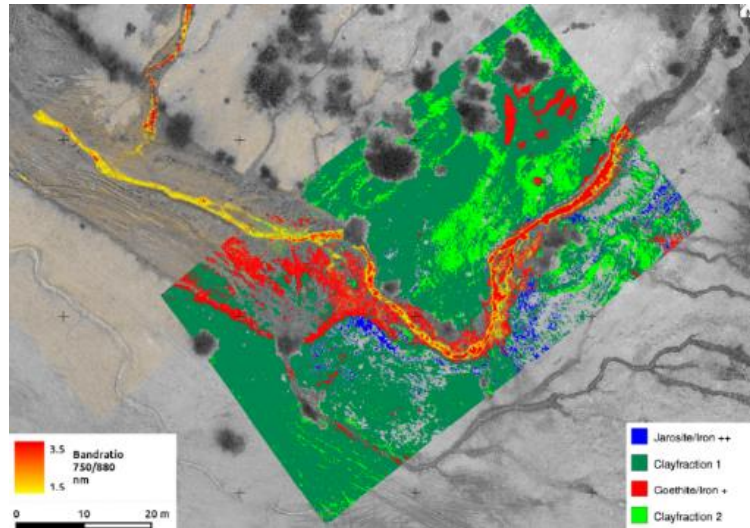 3.5
Bandratio
750/880
nm
1.5
0 10 20 m
Jarosite/Iron ++
Clayfraction 1
Goethite/Iron +
Clayfraction 2